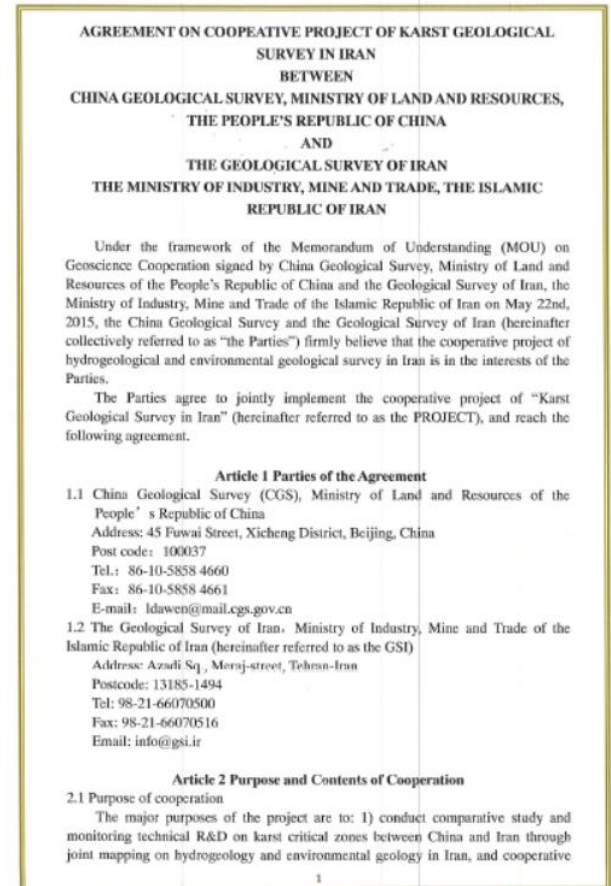 AGREEMENT ON COOPEATIVE PROJECT OF KARST GEOLOGICAL
SURVEY IN IRAN
BETWEEN
CHINA GEOLOGICAL SURVEY, MINISTRY OF LAND AND RESOURCES,
THE PEOPLE'S REPUBLIC OF CHINA
AND
THE GEOLOGICAL SURVEY OF IRAN
THE MINISTRY OF INDUSTRY, MINE AND TRADE, THE ISLAMIC
REPUBLIC OF IRAN
Under the framework of the Memorandum of Understanding (MOU) on
Geoscience Cooperation signed by China Geological Survey, Ministry of Land and
Resources of the People's Republic of China and the Geological Survey of Iran, the
Ministry of Industry, Mine and Trade of the Islamic Republic of Iran on May 22nd,
2015, the China Geological Survey and the Geological Survey of Iran (hereinafter
collectively referred to as "the Parties") firmly believe that the cooperative project of
hydrogeological and environmental geological survey in Iran is in the interests of the
Parties.
The Parties agree to jointly implement the cooperative project of "Karst
Geological Survey in Iran" (hereinafter referred to as the PROJECT), and reach the
following agreement.
Article 1 Parties of the Agreement
1.1 China Geological Survey (CGS), Ministry of Land and Resources of the
People' s Republic of China
Address: 45 Fuwai Street, Xicheng District, Beijing, China
Post code: 100037
Tel.: 86-10-5858 4660
Fax: 86-10-5858 4661
E-mail: ldawen@mail.cgs.gov.cn
1.2 The Geological Survey of Iran, Ministry of Industry, Mine and Trade of the
Islamic Republic of Iran (hereinafter referred to as the GSI)
Address: Azadi Sq., Meraj-street, Tehran-Iran
Postcode: 13185-1494
Tel: 98-21-66070500
Fax: 98-21-66070516
Email: info@gsi.ir
Article 2 Purpose and Contents of Cooperation
2.1 Purpose of cooperation
The major purposes of the project are to: 1) conduct comparative study and
monitoring technical R&D on karst critical zones between China and Iran through
joint mapping on hydrogeology and environmental geology in Iran, and cooperative
1